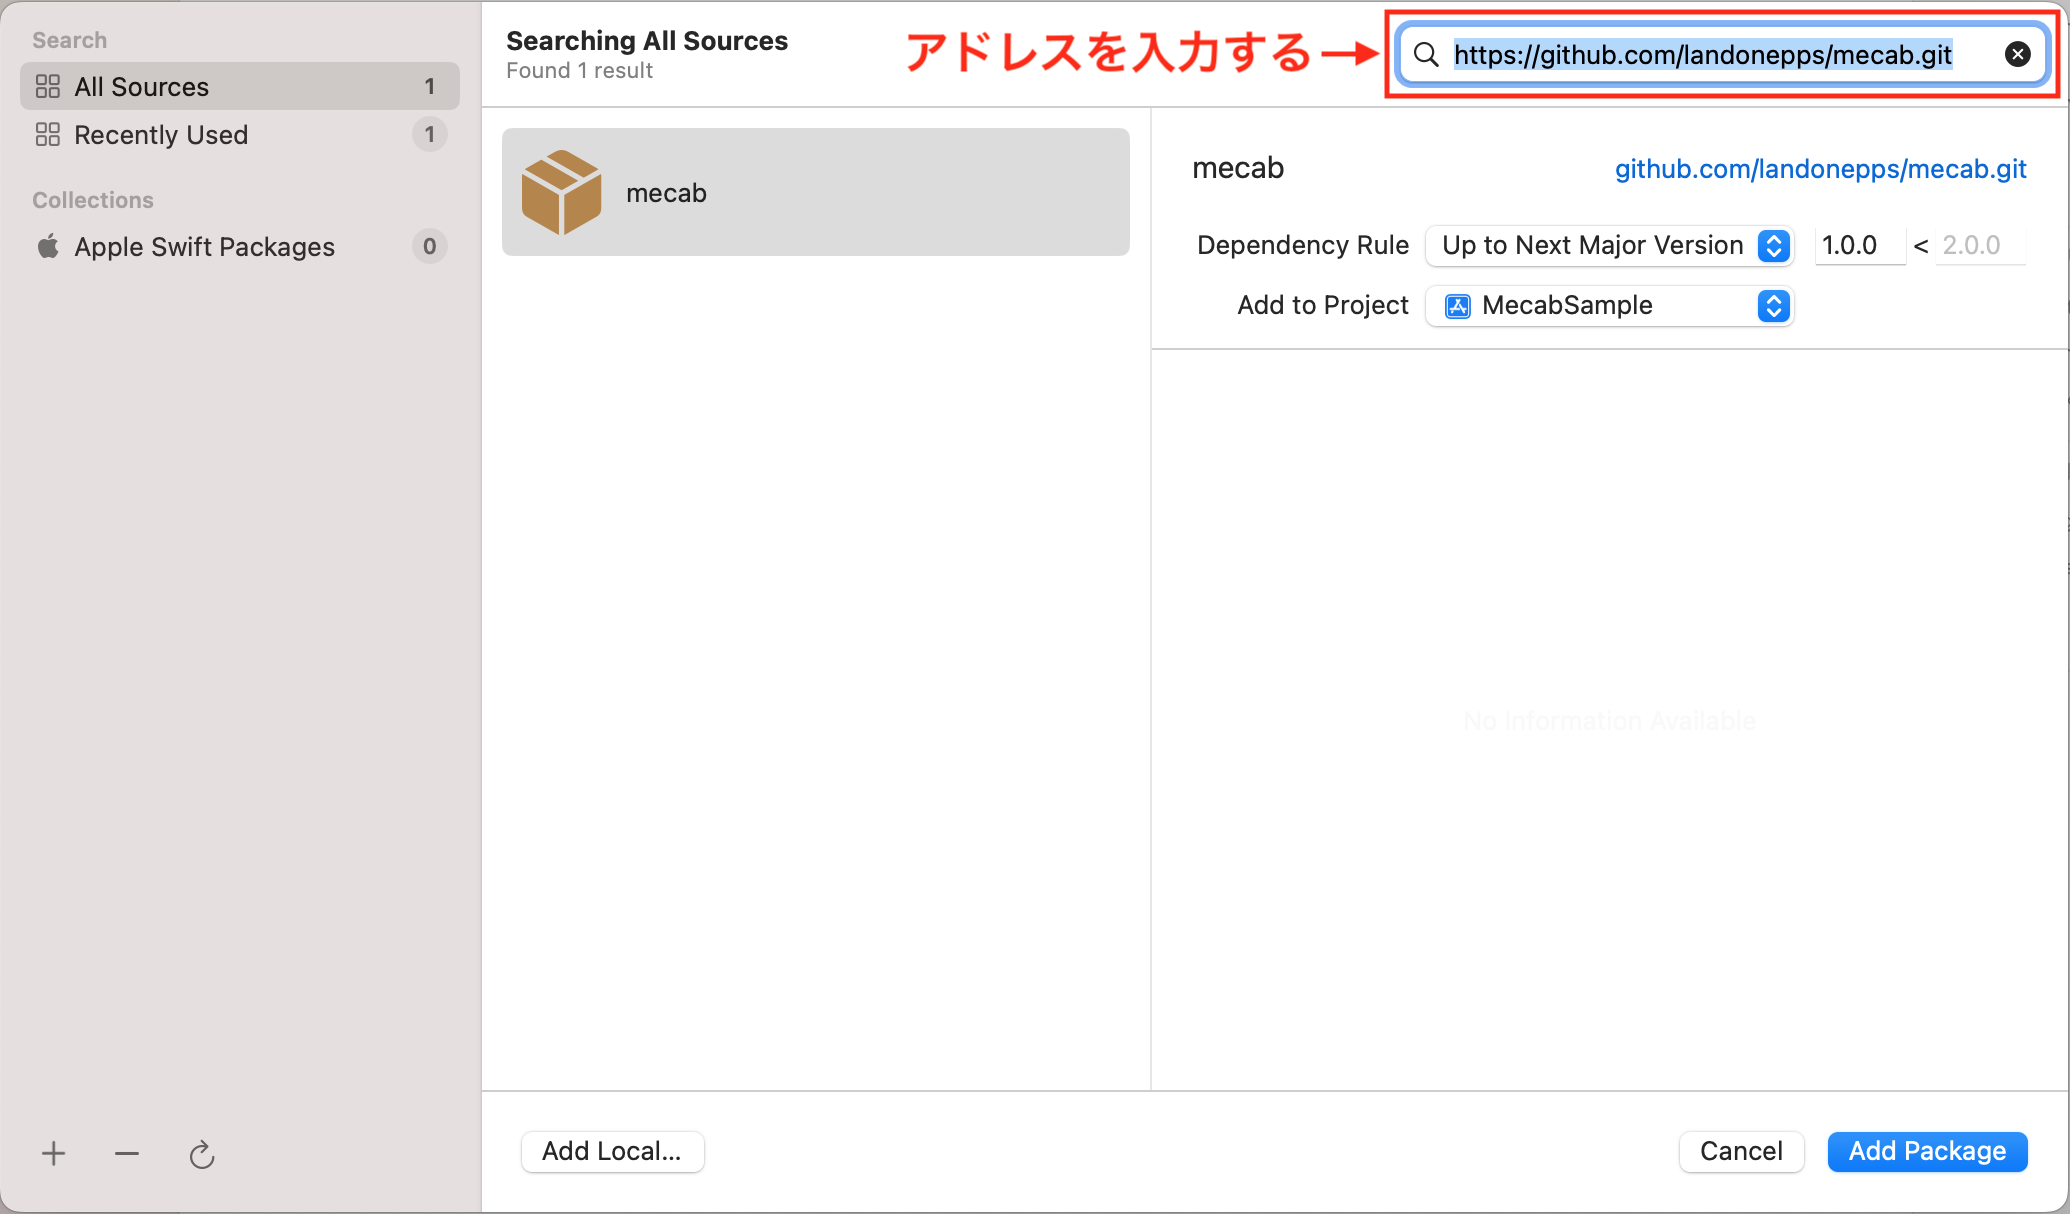 Search
All Sources 1
Recently Used 1
Collections
Apple Swift Packages 0
Searching All Sources
Found 1 result
アドレスを入力する→
https://github.com/landonepps/mecab.git
mecab
mecab github.com/landonepps/mecab.git
Dependency Rule Up to Next Major Version 1.0.0 < 2.0.0
Add to Project MecabSample
No Information Available
Add Local...
Cancel
Add Package